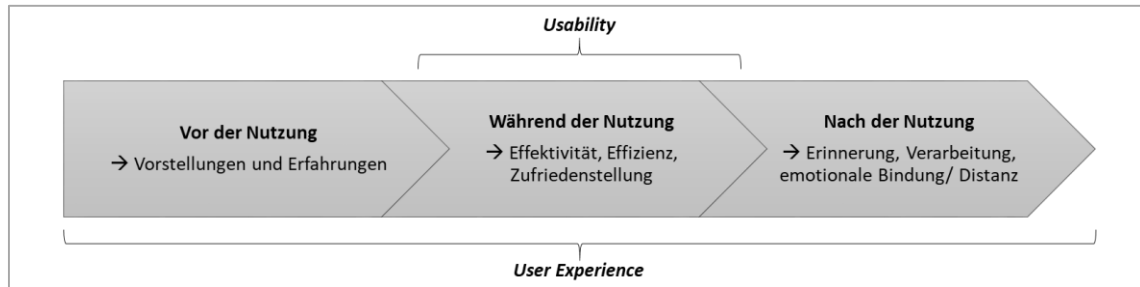 Usability
Vor der Nutzung
→ Vorstellungen und Erfahrungen
Während der Nutzung
→ Effektivität, Effizienz,
Zufriedenstellung
Nach der Nutzung
→ Erinnerung, Verarbeitung,
emotionale Bindung/ Distanz
User Experience